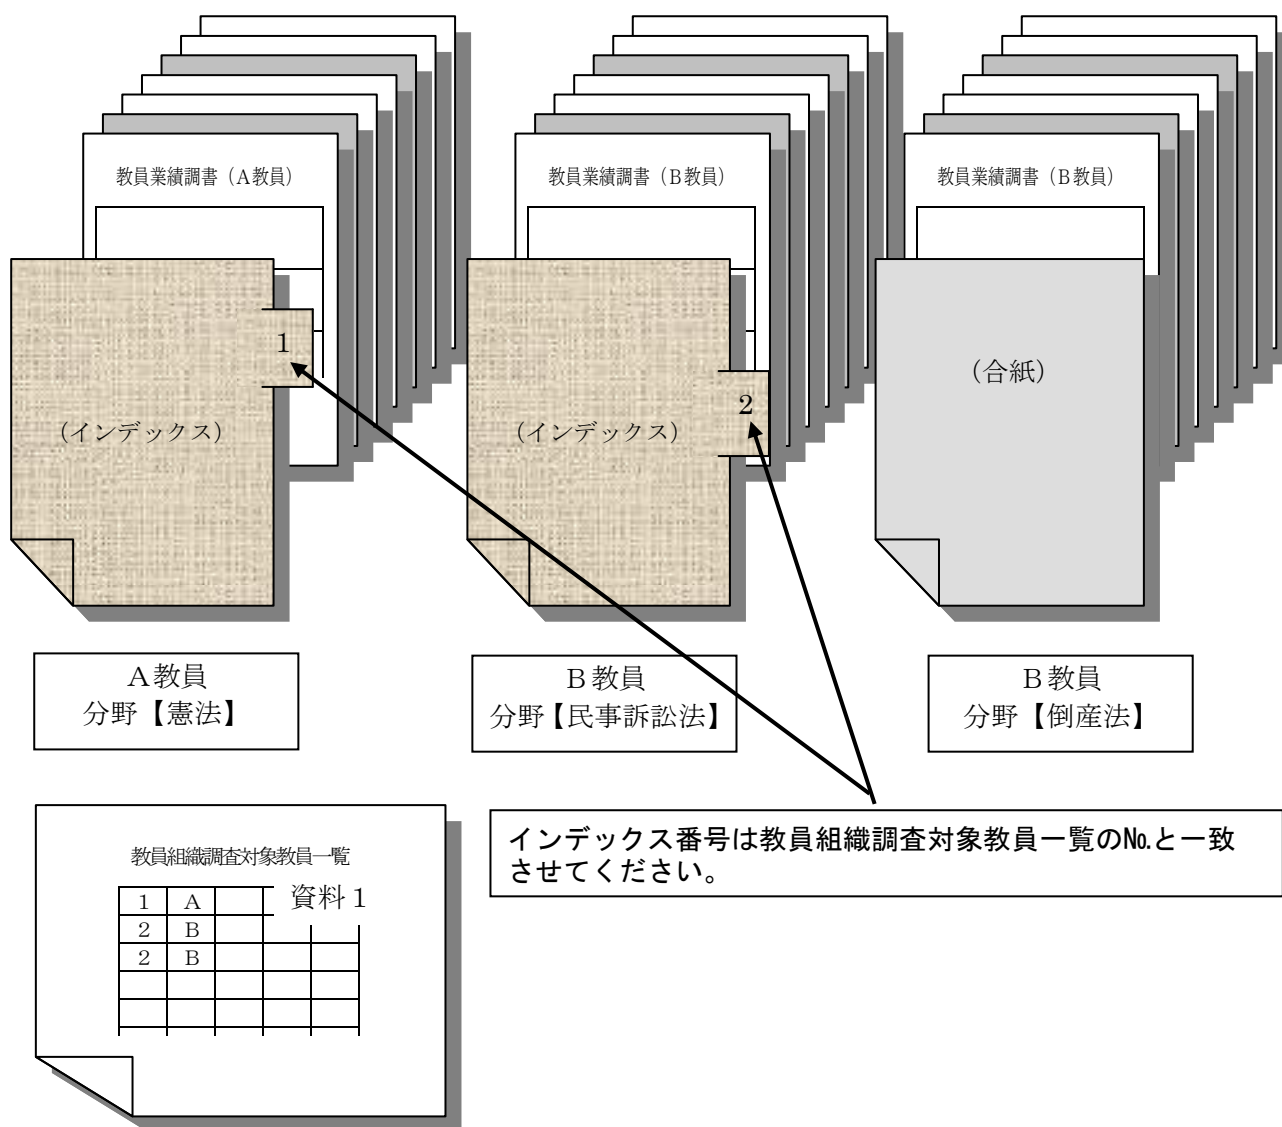 教員業績調書（A教員）
教員業績調書（B教員）
教員業績調書（B教員）
1
2
（合紙）
（インデックス）
（インデックス）
Ａ教員
分野【憲法】
Ｂ教員
分野【民事訴訟法】
Ｂ教員
分野【倒産法】
インデックス番号は教員組織調査対象教員一覧の№と一致
させてください。
教員組織調査対象教員一覧
資料１
1 A
2 B
2 B